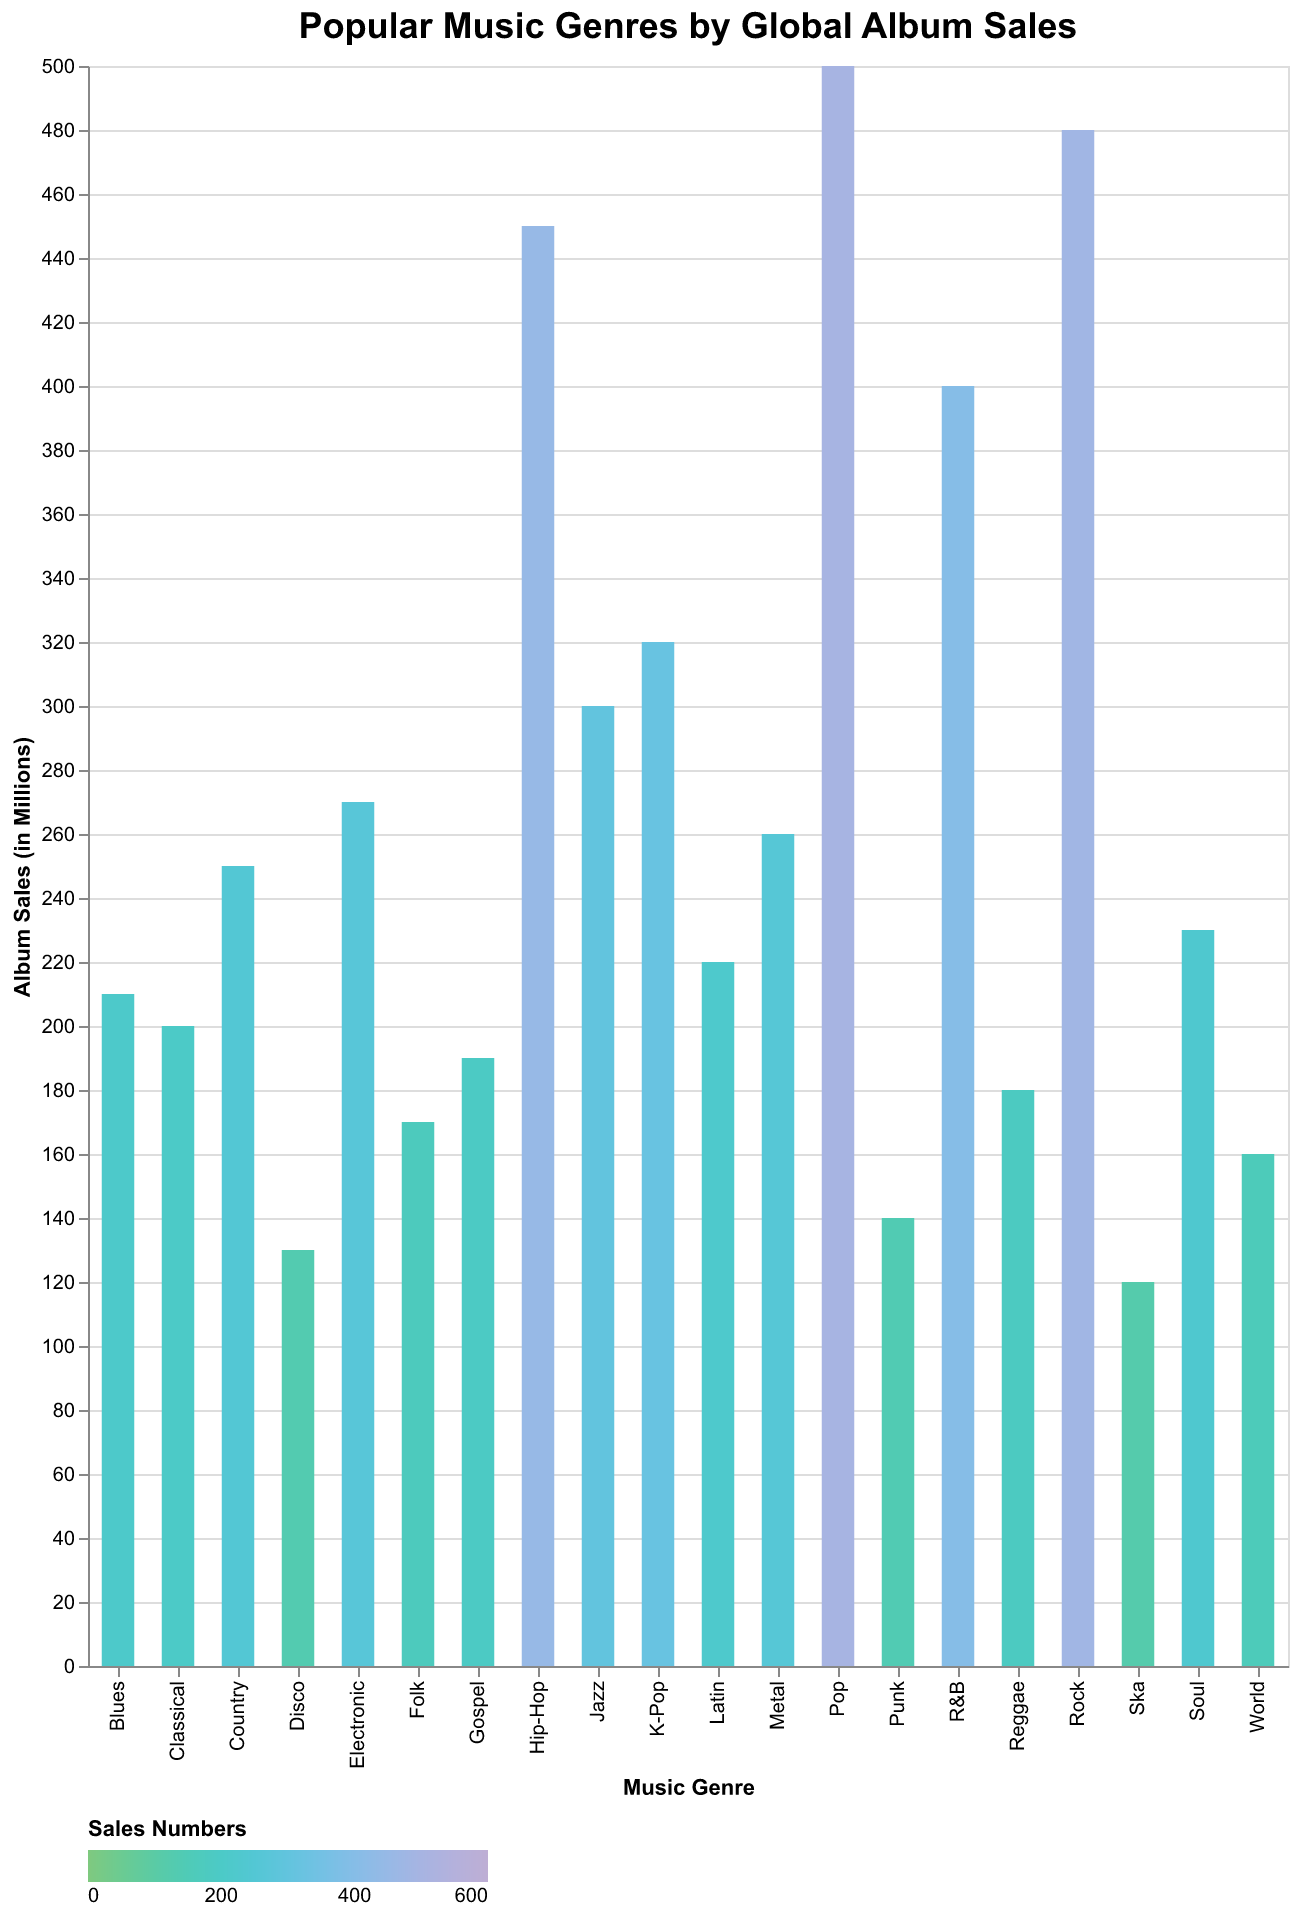 Popular Music Genres by Global Album Sales
500
480
460
440
420
400
380
360
340
320
300
280
260
240
220
200
180
160
140
120
100
80
60
40
20
0
Album Sales (in Millions)
Blues
Classical
Country
Disco
Electronic
Folk
Gospel
Hip-Hop
Jazz
K-Pop
Latin
Metal
Pop
Punk
R&B
Reggae
Rock
Ska
Soul
World
Music Genre
Sales Numbers
0 200 400 600